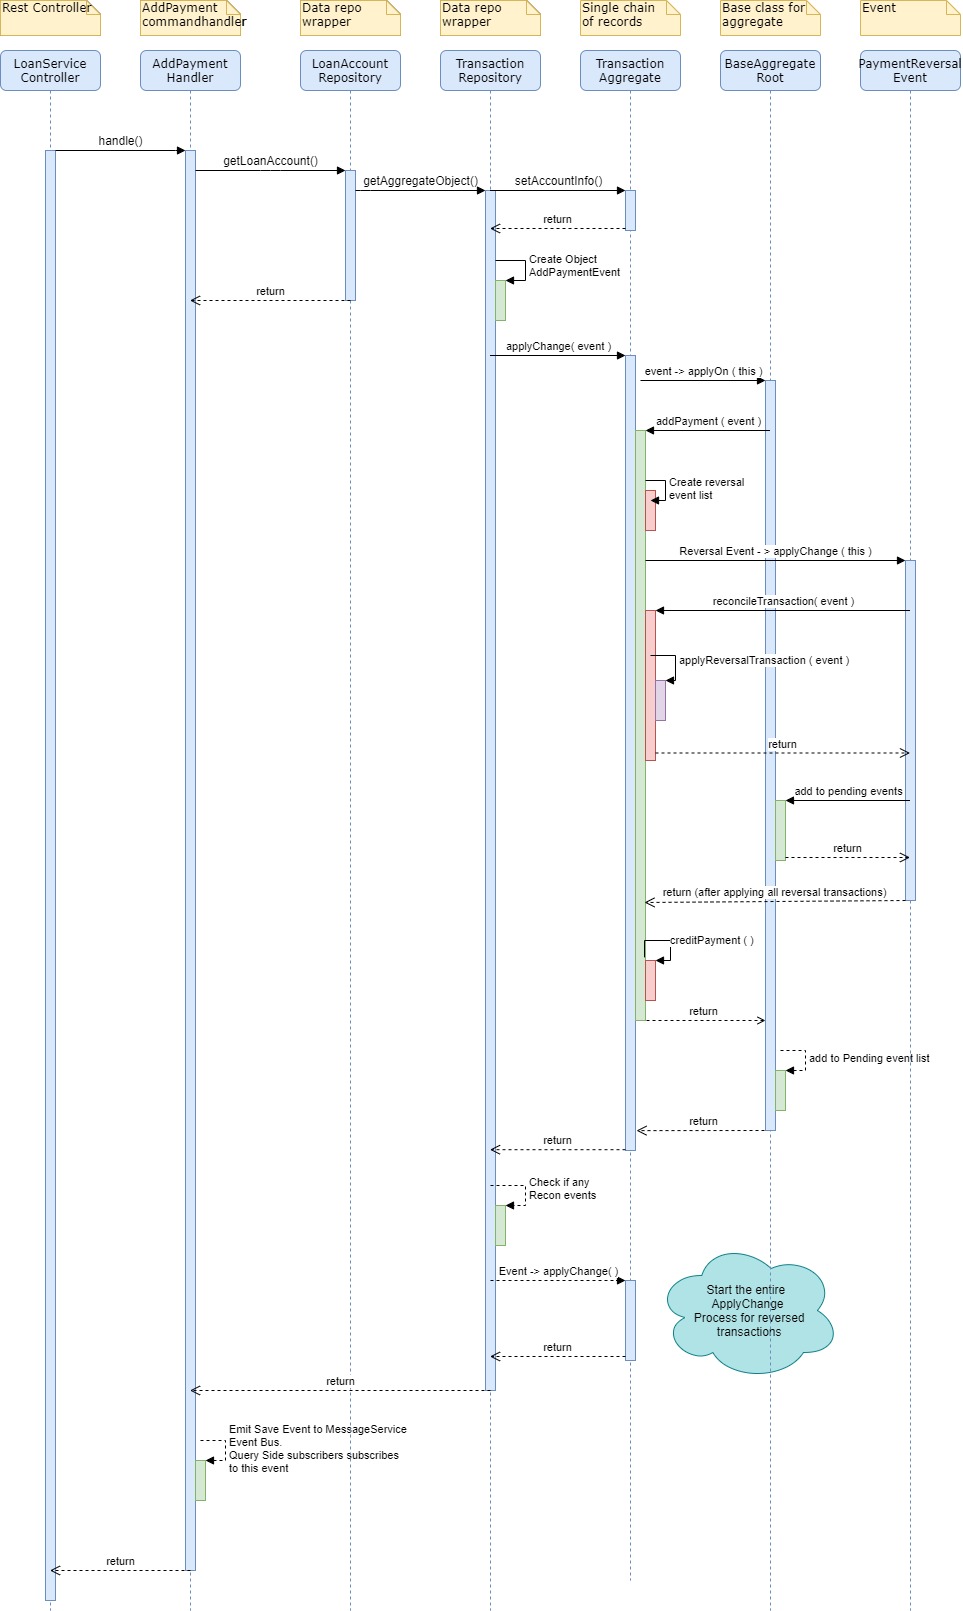 Rest Controller
AddPayment
commandhandler
Data repo
wrapper
Data repo
wrapper
Single chain
of records
Base class for
aggregate
Event
LoanService
Controller
AddPayment
Handler
LoanAccount
Repository
Transaction
Repository
Transaction
Aggregate
BaseAggregate
Root
PaymentReversal
Event
handle()
getLoanAccount()
getAggregateObject()
setAccountInfo()
return
Create Object
AddPaymentEvent
return
applyChange( event )
event -> applyOn ( this )
addPayment ( event )
Create reversal
event list
Reversal Event - > applyChange ( this )
reconcileTransaction( event )
applyReversalTransaction ( event )
return
add to pending events
return
return (after applying all reversal transactions)
creditPayment ( )
return
add to Pending event list
return
return
Check if any
Recon events
Event -> applyChange( )
Start the entire
ApplyChange
Process for reversed
transactions
return
return
Emit Save Event to MessageService
Event Bus.
Query Side subscribers subscribes
to this event
return